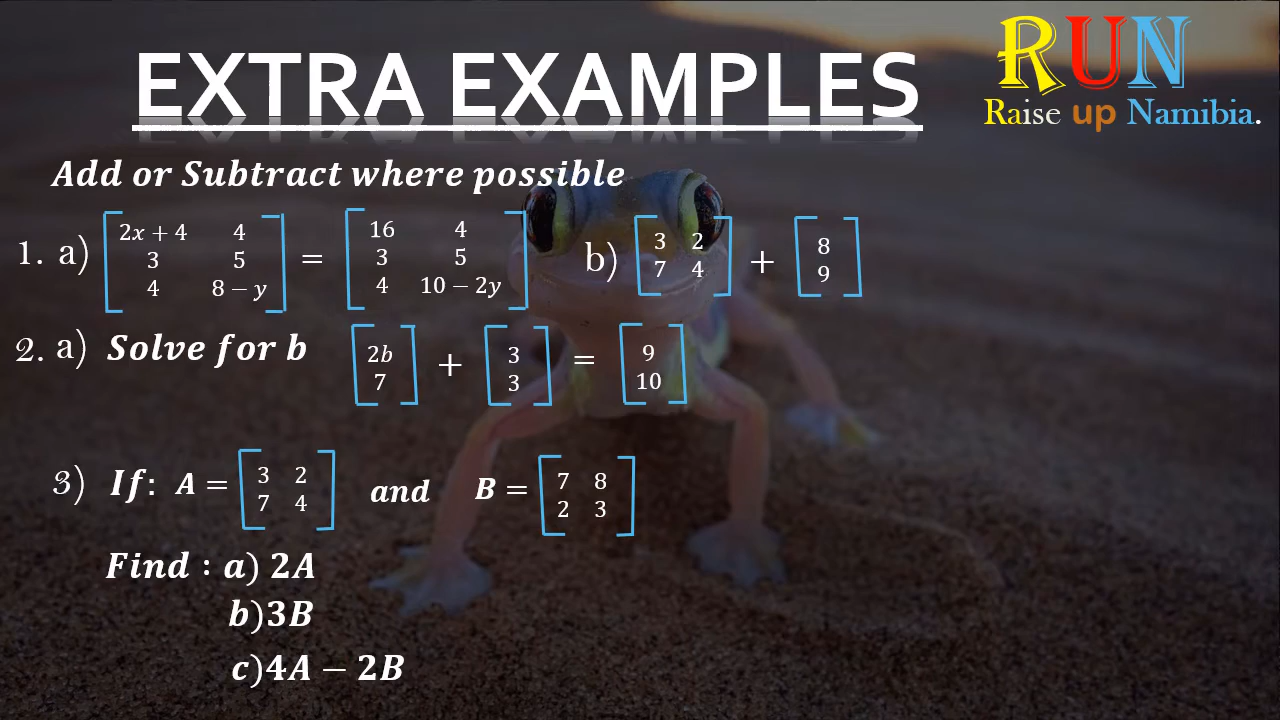 EXTRA EXAMPLES
RUN
Raise up Namibia.
Add or Subtract where possible
1. a) [2x + 4 4
3 5
4 8 − y] = [16 4
3 5
4 10 − 2y]
b) [3 2
7 4] + [8
9]
2. a) Solve for b [2b
7] + [3
3] = [9
10]
3) If: A = [3 2
7 4] and B = [7 8
2 3]
Find : a) 2A
b)3B
c)4A − 2B